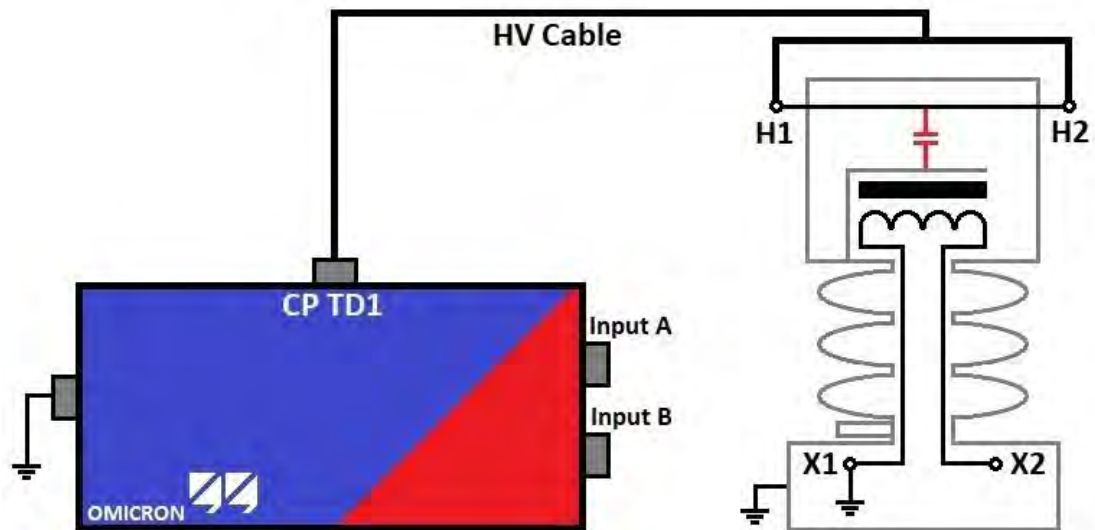 HV Cable
H1
H2
CP TD1
Input A
Input B
X1
X2
OMICRON